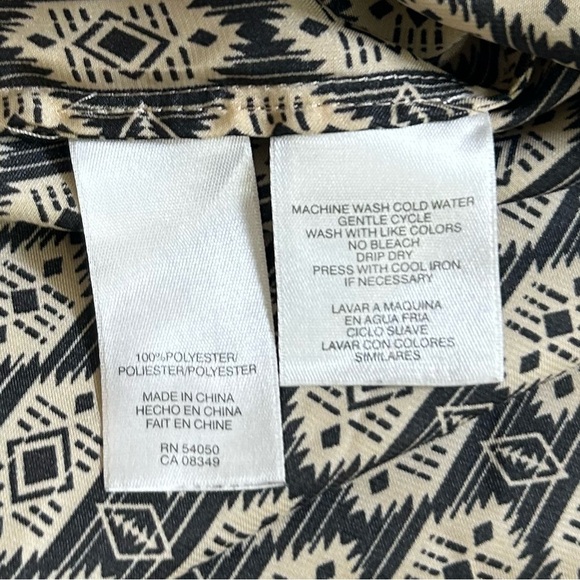 100%POLYESTER/
POLIESTER/POLYESTER
MADE IN CHINA
HECHO EN CHINA
FAIT EN CHINE
RN 54050
CA 08349
MACHINE WASH COLD WATER
GENTLE CYCLE
WASH WITH LIKE COLORS
NO BLEACH
DRIP DRY
PRESS WITH COOL IRON
IF NECESSARY
LAVAR A MAQUINA
EN AGUA FRIA
CICLO SUAVE
LAVAR CON COLORES
SIMILARES